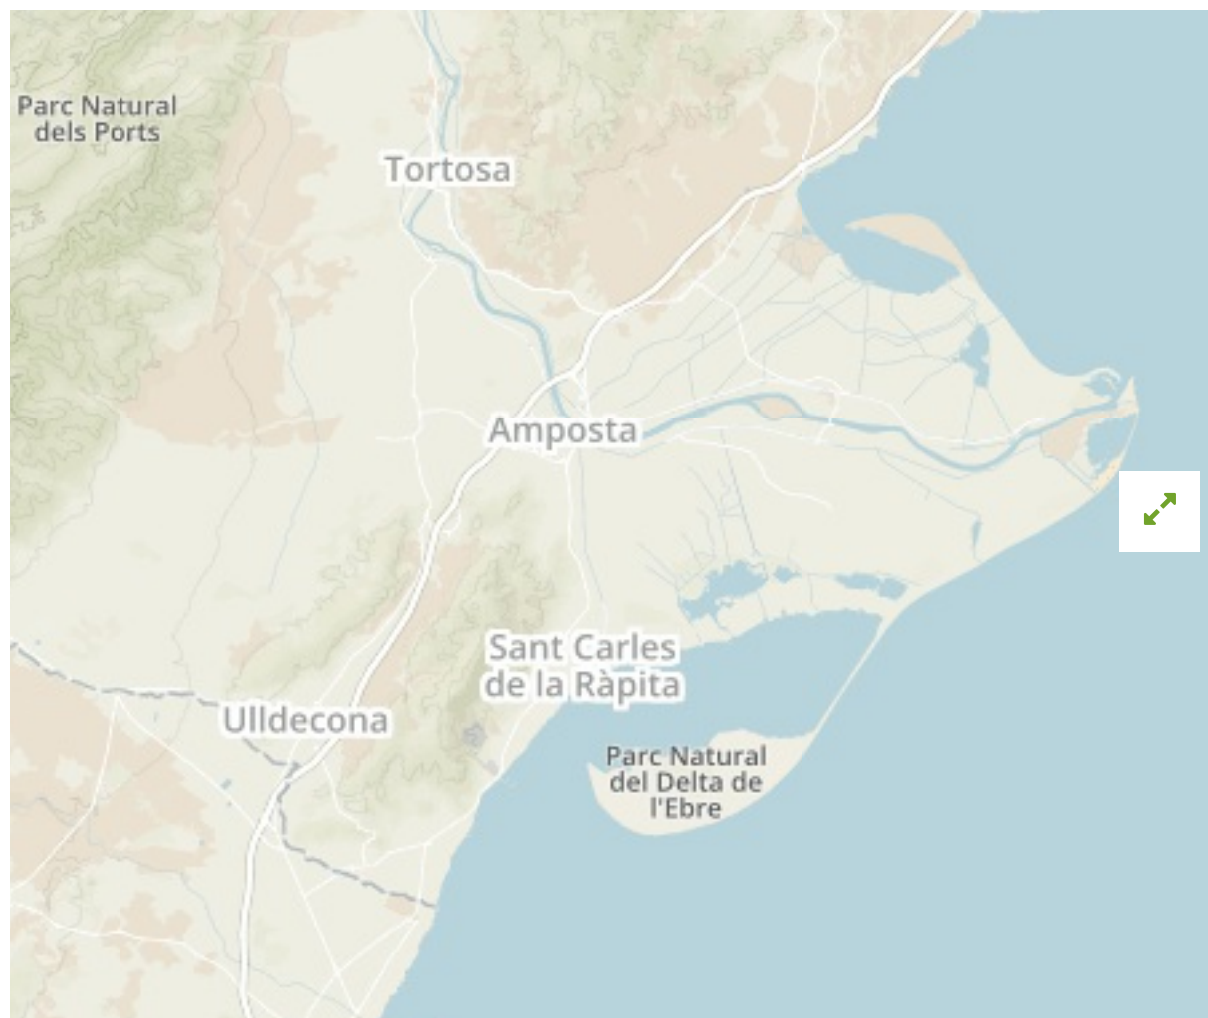 Parc Natural
dels Ports
Tortosa
Amposta
Sant Carles
de la Ràpita
Ulldecona
Parc Natural
del Delta de
l'Ebre